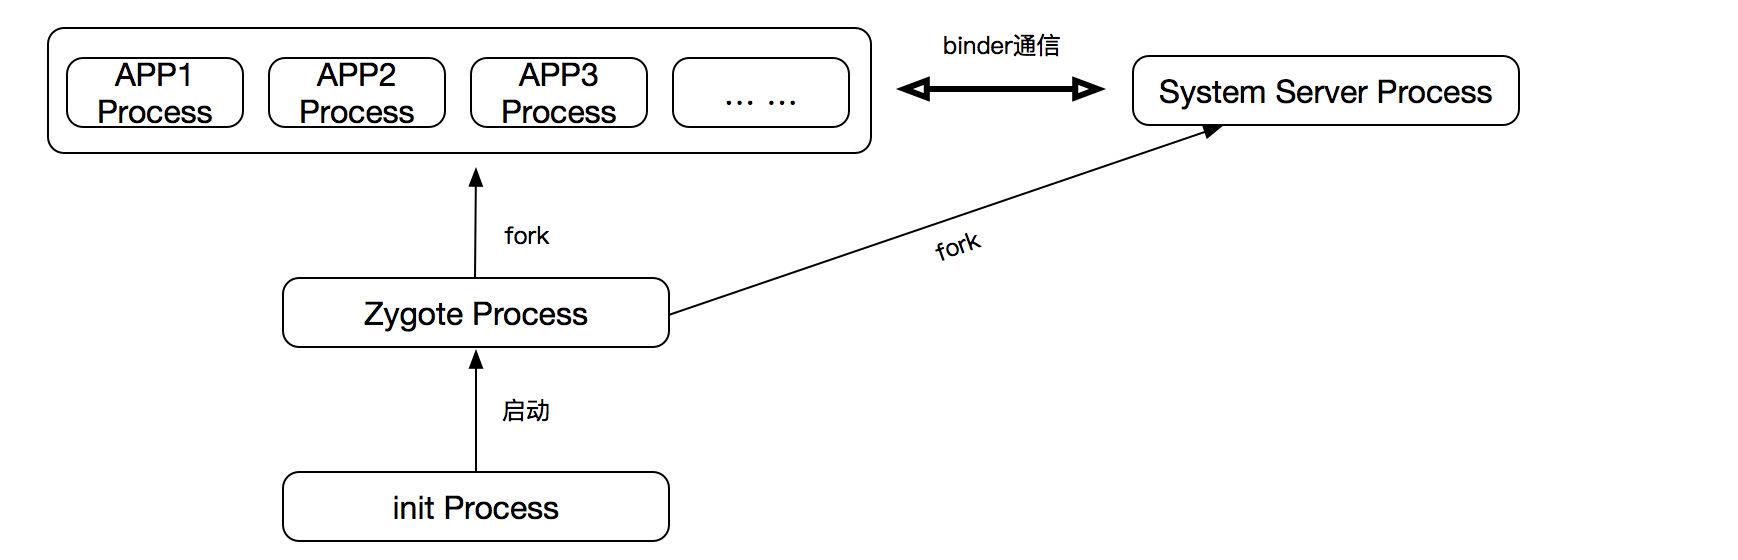 APP1
Process
APP2
Process
APP3
Process
... ...
binder通信
System Server Process
fork
fork
Zygote Process
启动
init Process